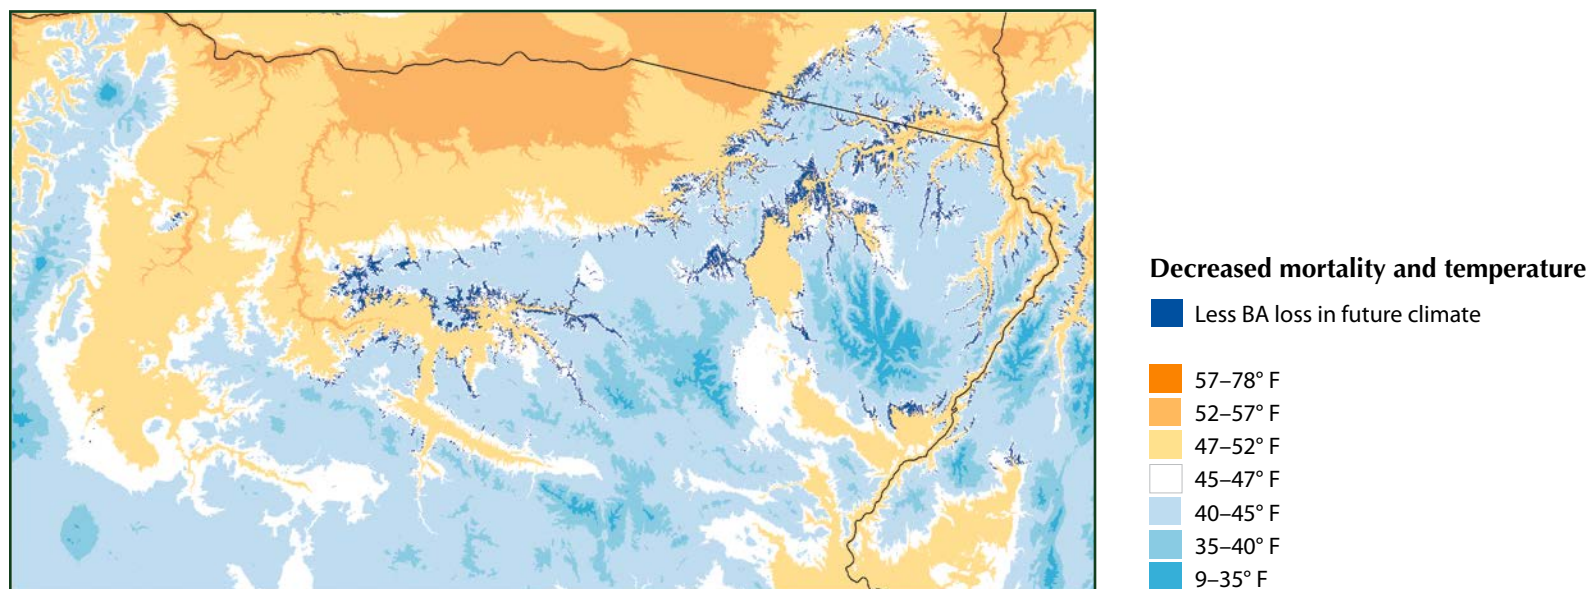 Decreased mortality and temperature
Less BA loss in future climate
57–78° F
52–57° F
47–52° F
45–47° F
40–45° F
35–40° F
9–35° F